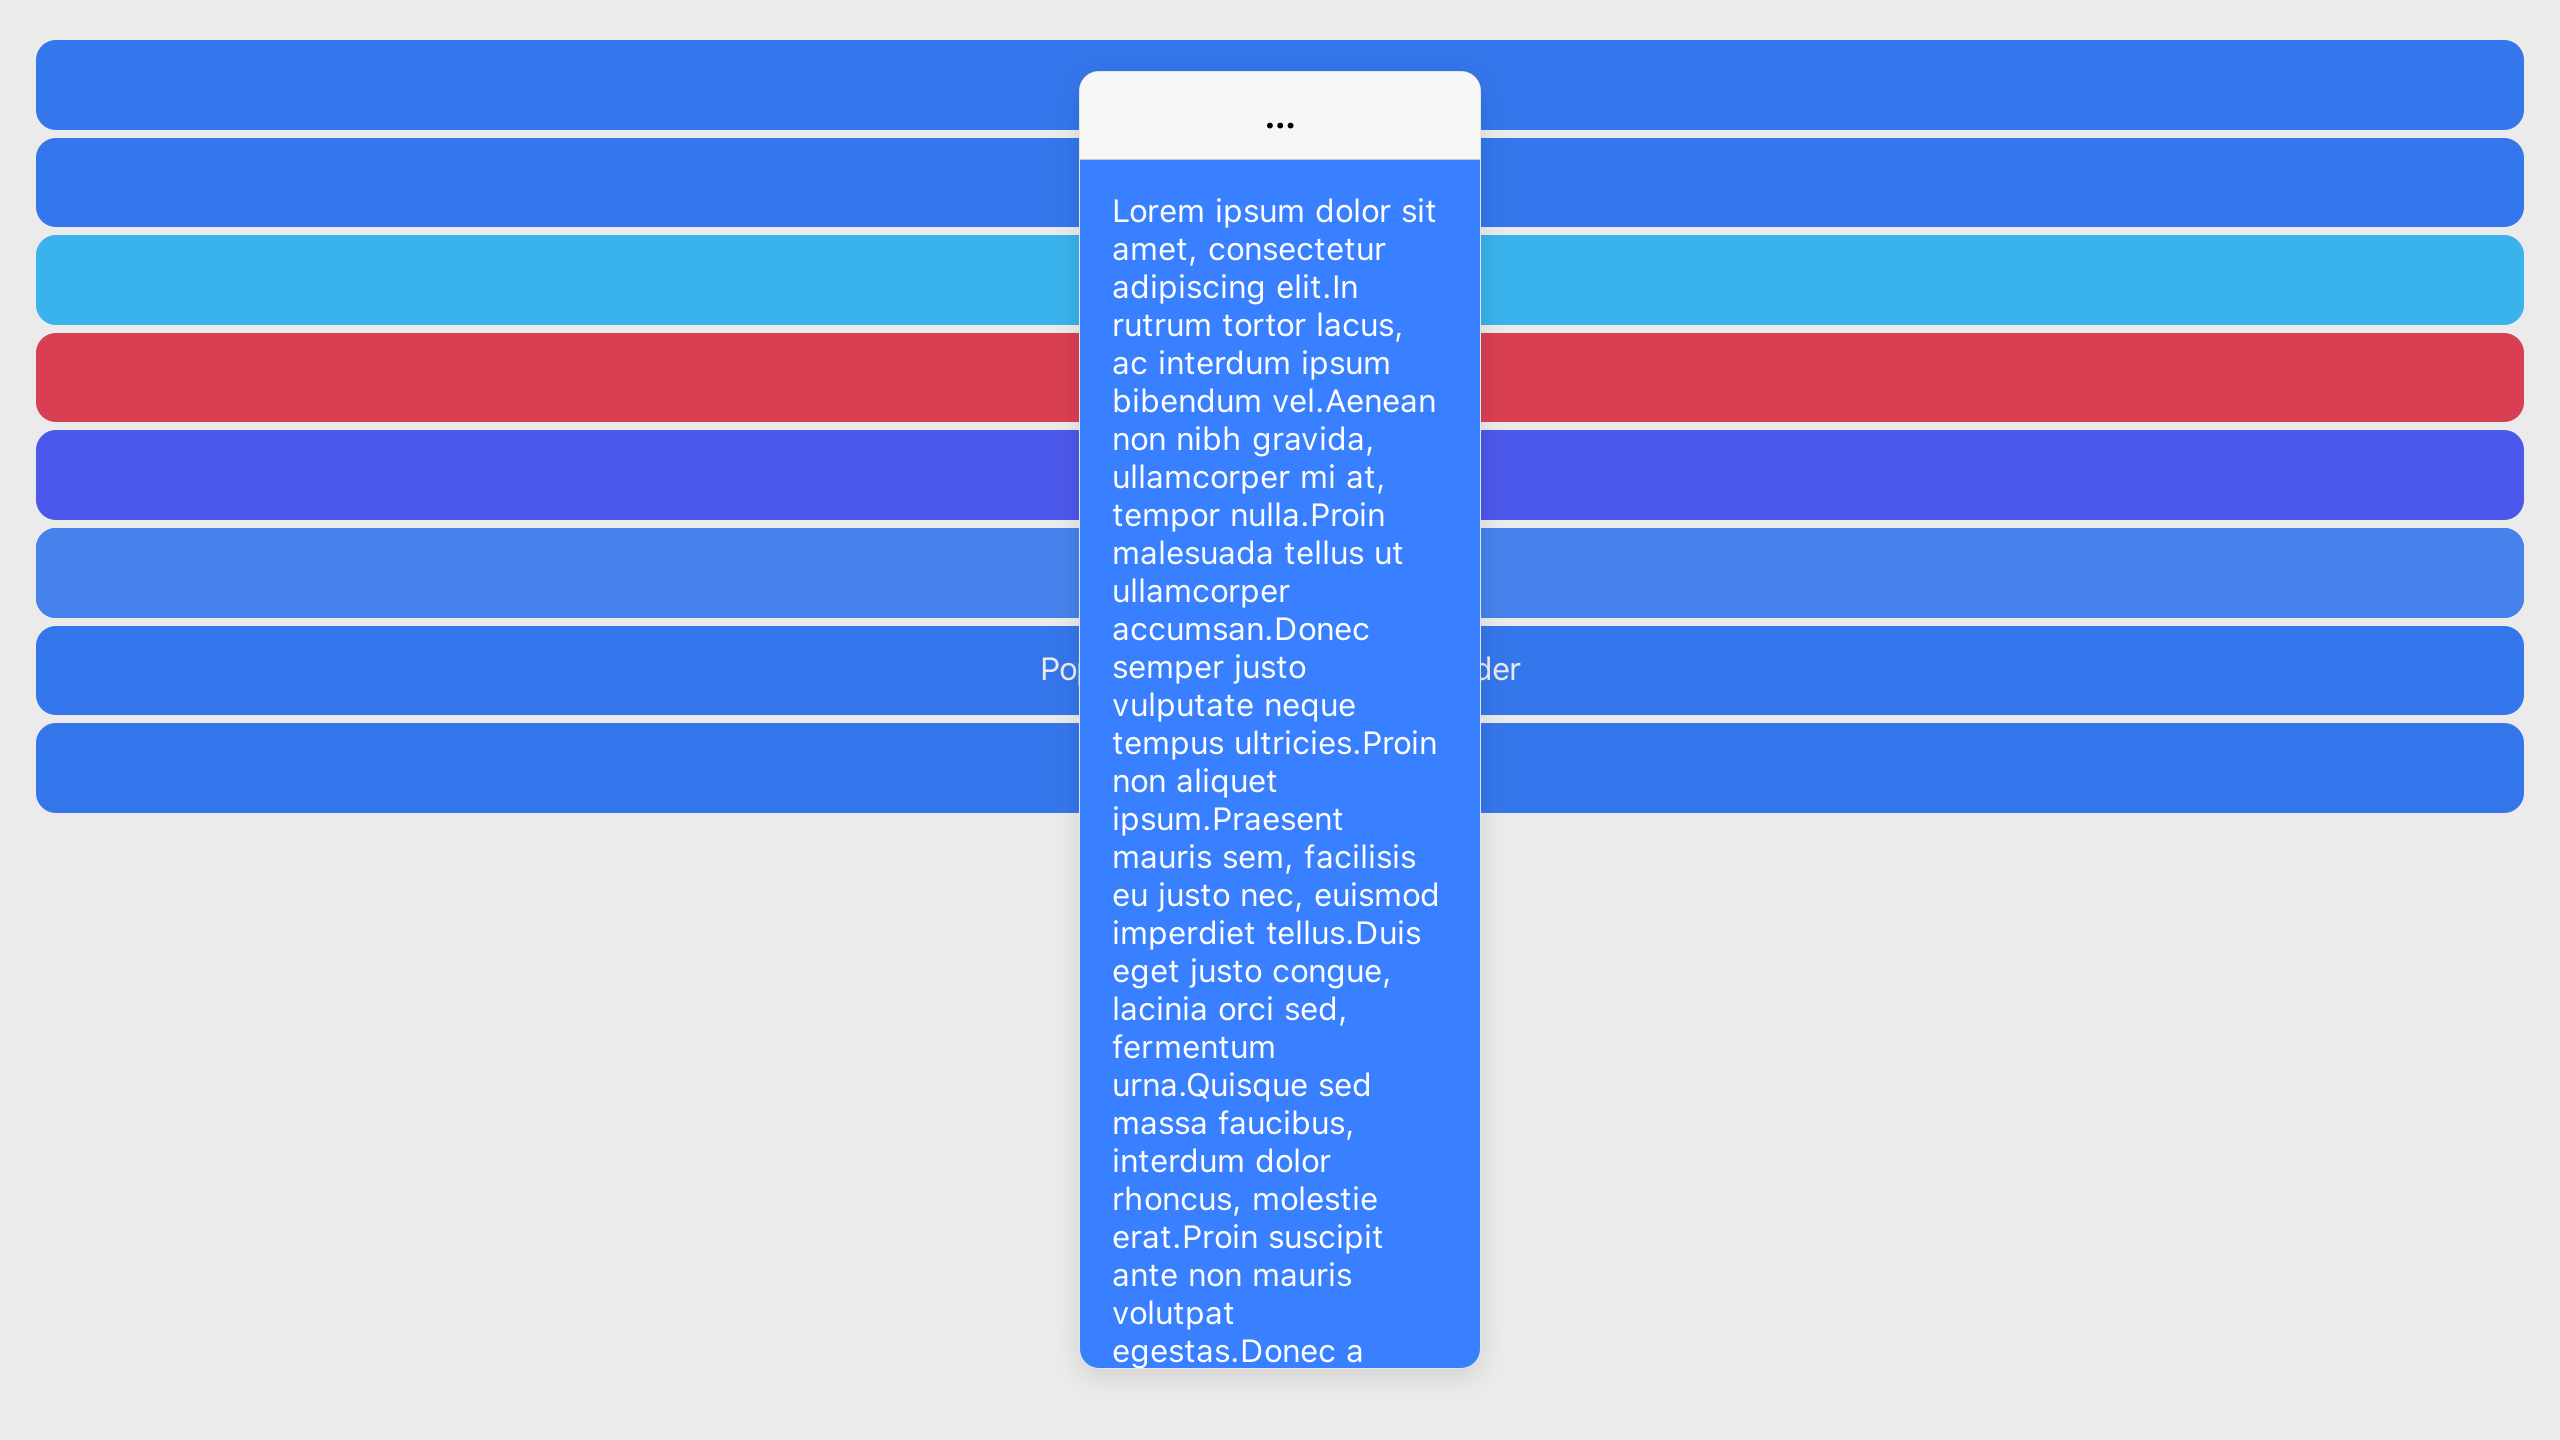 ...
Lorem ipsum dolor sit
amet, consectetur
adipiscing elit.In
rutrum tortor lacus,
ac interdum ipsum
bibendum vel.Aenean
non nibh gravida,
ullamcorper mi at,
tempor nulla.Proin
malesuada tellus ut
ullamcorper
accumsan.Donec
semper justo
vulputate neque
tempus ultricies.Proin
non aliquet
ipsum.Praesent
mauris sem, facilisis
eu justo nec, euismod
imperdiet tellus.Duis
eget justo congue,
lacinia orci sed,
fermentum
urna.Quisque sed
massa faucibus,
interdum dolor
rhoncus, molestie
erat.Proin suscipit
ante non mauris
volutpat
egestas.Donec a